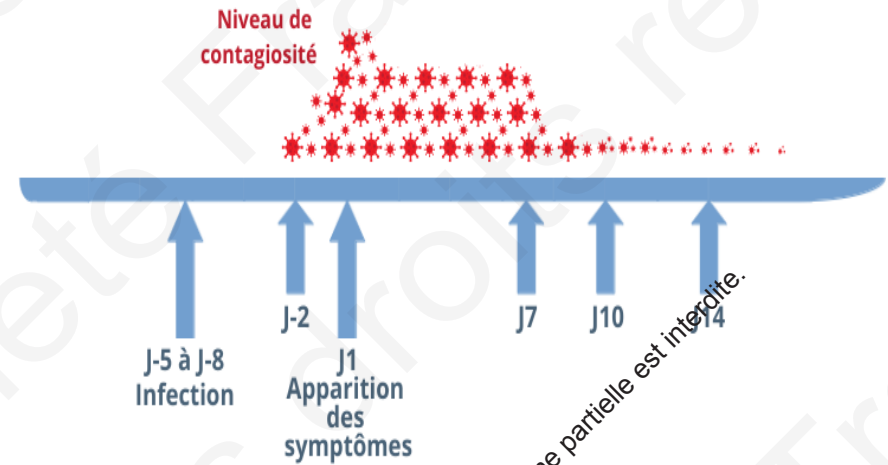 Niveau de
contagiosité
J-2
J7
J10
J14
J-5 à J-8
Infection
J1
Apparition
des
symptômes
partielle est interdite.